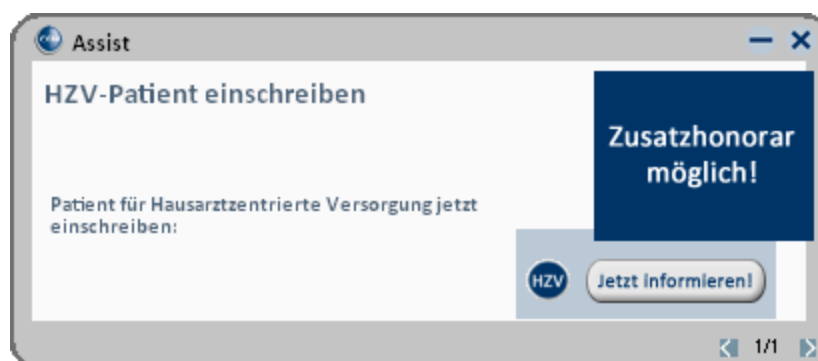 Assist
HZV-Patient einschreiben
Zusatzhonorar
möglich!
Patient für Hausarztzentrierte Versorgung jetzt
einschreiben:
HZV
Jetzt informieren!
1/1